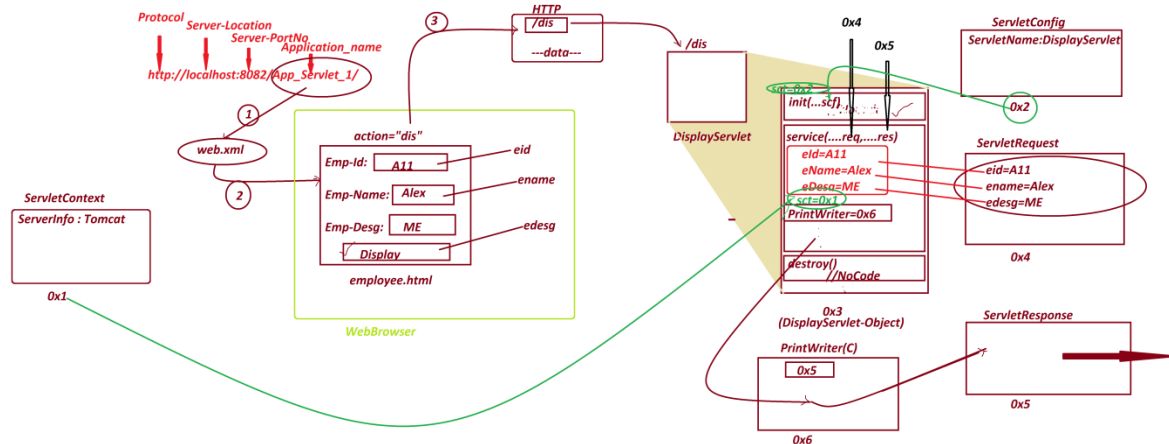 Protocol
Server-Location
Server-PortNo
Application_name
http://localhost:8082/App_Servlet_1/
1
web.xml
2
3
HTTP
/dis
---data---
/dis
DisplayServlet
action="dis"
Emp-Id: A11
eid
Emp-Name: Alex
ename
Emp-Desg: ME
edesg
Display
employee.html
WebBrowser
ServletContext
ServerInfo : Tomcat
0x1
0x4
0x5
scf=0x2
init(...scf)
service(....req,....res)
eid=A11
eName=Alex
eDesg=ME
sct=0x1
PrintWriter=0x6
destroy()
//NoCode
0x3
(DisplayServlet-Object)
ServletConfig
ServletName:DisplayServlet
0x2
ServletRequest
eid=A11
ename=Alex
edesg=ME
0x4
PrintWriter(C)
0x5
0x6
ServletResponse
0x5